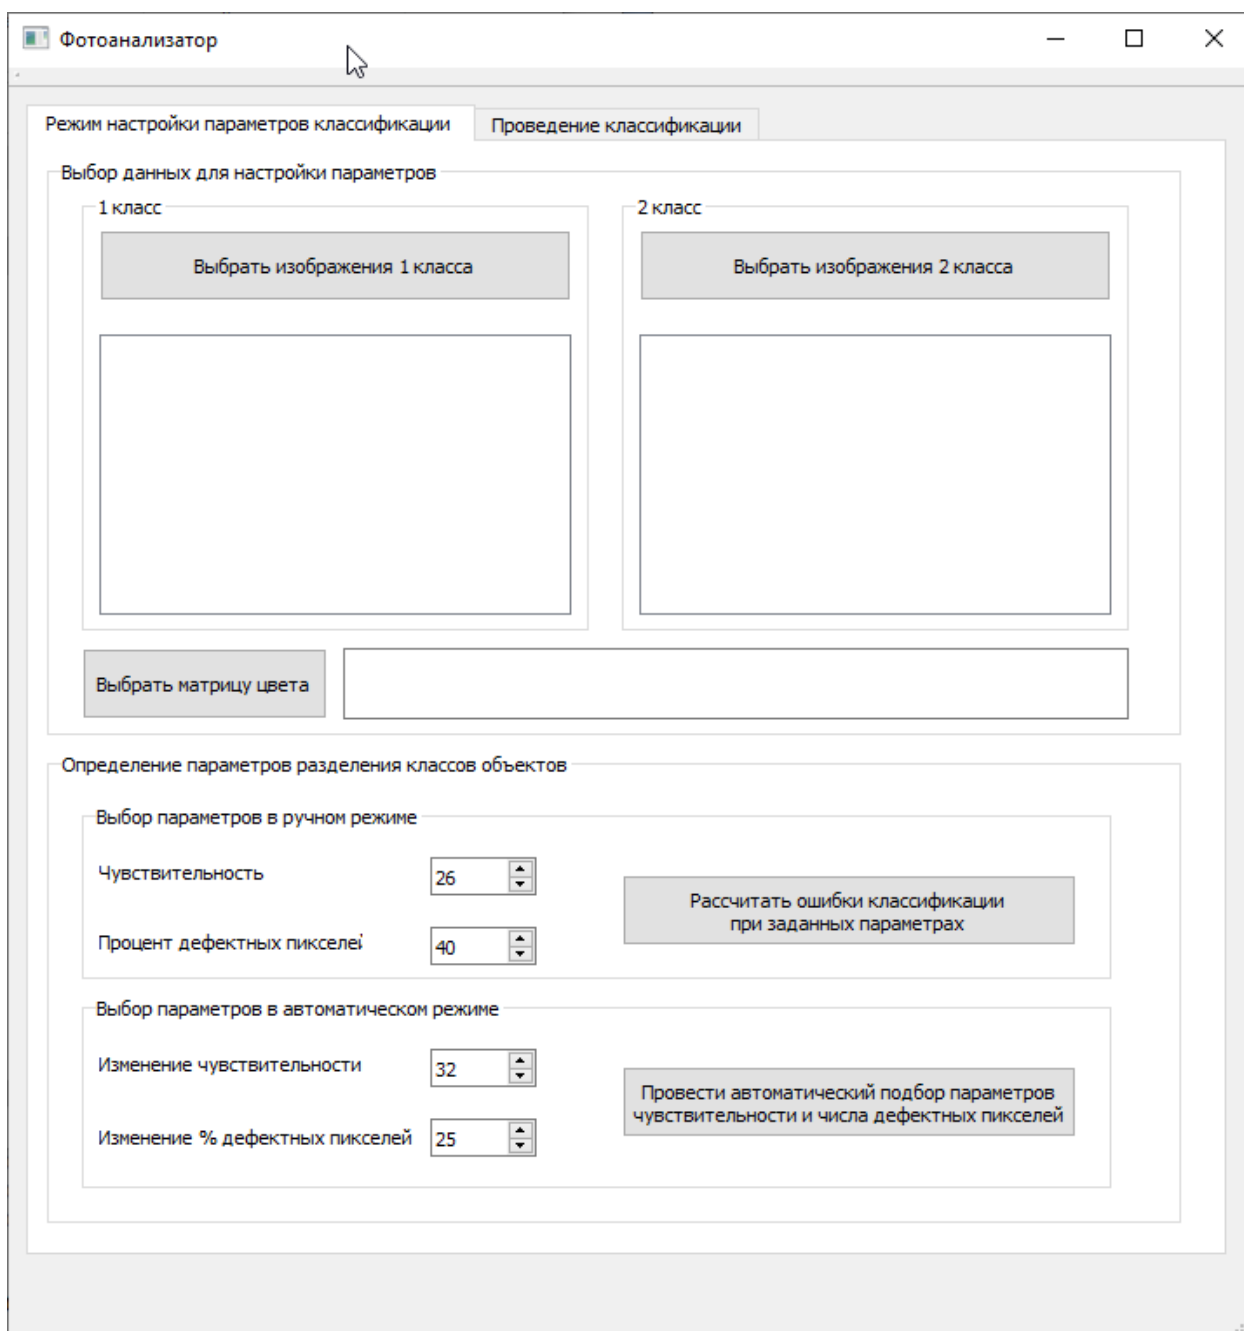 Фотоанализатор
Режим настройки параметров классификации
Проведение классификации
Выбор данных для настройки параметров
1 класс
2 класс
Выбрать изображения 1 класса
Выбрать изображения 2 класса
Выбрать матрицу цвета
Определение параметров разделения классов объектов
Выбор параметров в ручном режиме
Чувствительность
26
Рассчитать ошибки классификации
при заданных параметрах
Процент дефектных пикселей
40
Выбор параметров в автоматическом режиме
Изменение чувствительности
32
Провести автоматический подбор параметров
чувствительности и числа дефектных пикселей
Изменение % дефектных пикселей
25